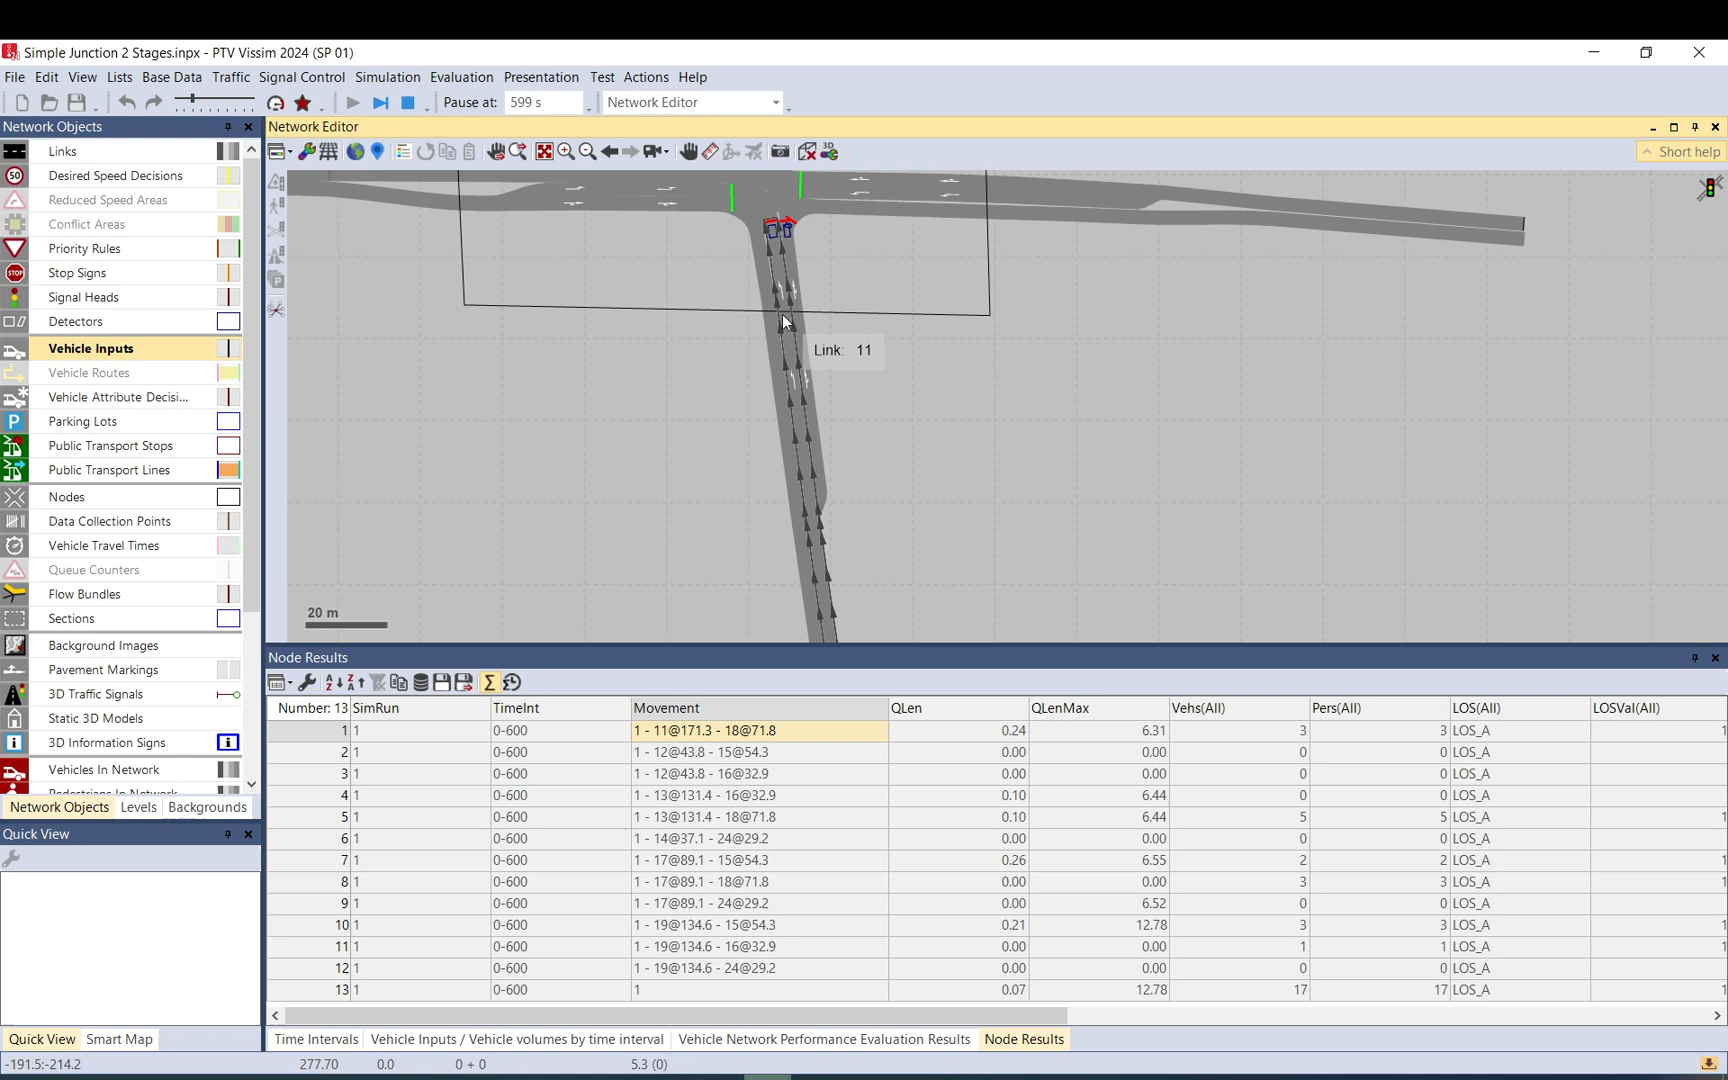 Simple Junction 2 Stages.inpx - PTV Vissim 2024 (SP 01)
File Edit View Lists Base Data Traffic Signal Control Simulation Evaluation Presentation Test Actions Help
Pause at: 599 s Network Editor
Network Objects
Links
50 Desired Speed Decisions
Reduced Speed Areas
Conflict Areas
Priority Rules
STOP Stop Signs
Signal Heads
Detectors
Vehicle Inputs
Vehicle Routes
Vehicle Attribute Decisi...
P Parking Lots
Public Transport Stops
Public Transport Lines
Nodes
Data Collection Points
Vehicle Travel Times
Queue Counters
Flow Bundles
Sections
Background Images
Pavement Markings
3D Traffic Signals
Static 3D Models
3D Information Signs
Vehicles In Network
Network Objects Levels Backgrounds
Quick View
Quick View Smart Map
Network Editor
3D
Short help
Link: 11
20 m
Node Results
Number: 13 SimRun TimeInt Movement QLen QLenMax Vehs(All) Pers(All) LOS(All) LOSVal(All)
1 1 0-600 1 - 11@171.3 - 18@71.8 0.24 6.31 3 3 LOS_A 1
2 1 0-600 1 - 12@43.8 - 15@54.3 0.00 0.00 0 0 LOS_A
3 1 0-600 1 - 12@43.8 - 16@32.9 0.00 0.00 0 0 LOS_A
4 1 0-600 1 - 13@131.4 - 16@32.9 0.10 6.44 0 0 LOS_A
5 1 0-600 1 - 13@131.4 - 18@71.8 0.10 6.44 5 5 LOS_A 1
6 1 0-600 1 - 14@37.1 - 24@29.2 0.00 0.00 0 0 LOS_A
7 1 0-600 1 - 17@89.1 - 15@54.3 0.26 6.55 2 2 LOS_A 1
8 1 0-600 1 - 17@89.1 - 18@71.8 0.00 0.00 3 3 LOS_A 1
9 1 0-600 1 - 17@89.1 - 24@29.2 0.00 6.52 0 0 LOS_A
10 1 0-600 1 - 19@134.6 - 15@54.3 0.21 12.78 3 3 LOS_A 1
11 1 0-600 1 - 19@134.6 - 16@32.9 0.00 0.00 1 1 LOS_A 1
12 1 0-600 1 - 19@134.6 - 24@29.2 0.00 0.00 0 0 LOS_A
13 1 0-600 1 0.07 12.78 17 17 LOS_A 1
Time Intervals Vehicle Inputs / Vehicle volumes by time interval Vehicle Network Performance Evaluation Results Node Results
-191.5:-214.2 277.70 0.0 0 + 0 5.3 (0)